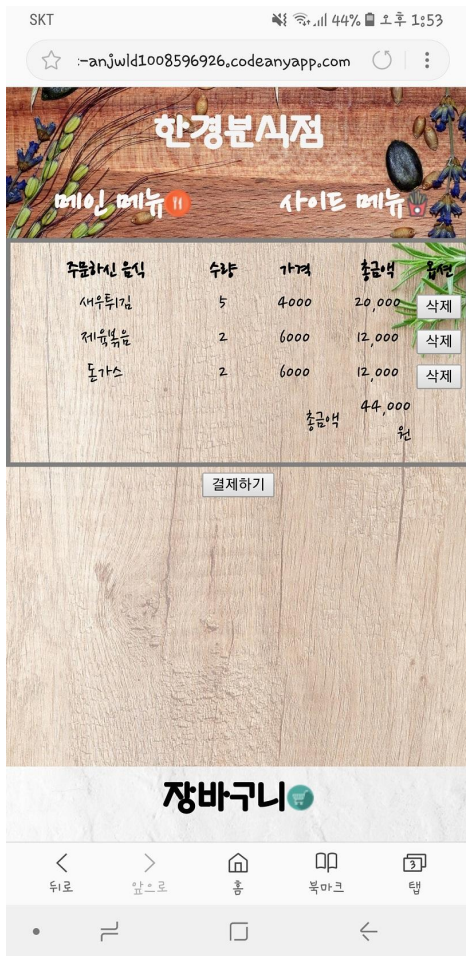 SKT 44% 오후 1:53
:-anjwld1008596926.codeanyapp.com
한경분식점
메인 메뉴 사이드 메뉴
주문하신 음식 수량 가격 총금액 옵션
새우튀김 5 4000 20,000 삭제
제육볶음 2 6000 12,000 삭제
돈가스 2 6000 12,000 삭제
총금액 44,000
원
결제하기
장바구니
3
뒤로 앞으로 홈 북마크 탭